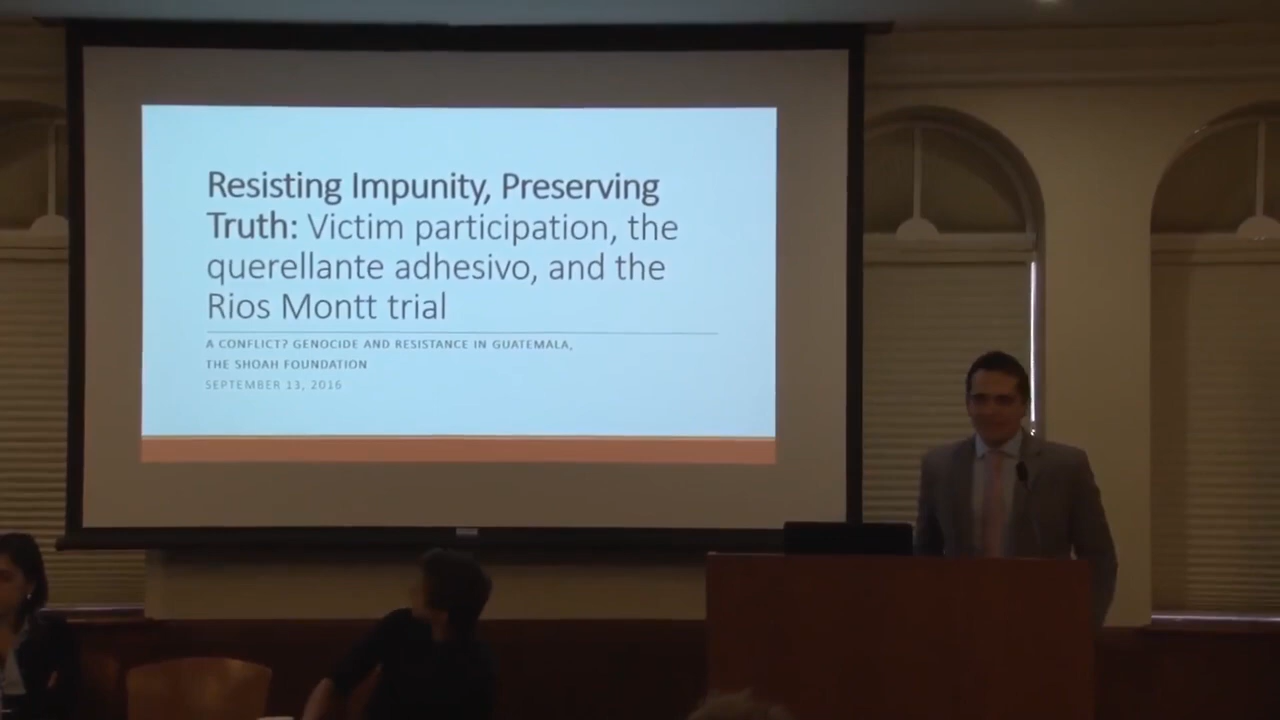 Resisting Impunity, Preserving
Truth: Victim participation, the
querellante adhesivo, and the
Rios Montt trial
A CONFLICT? GENOCIDE AND RESISTANCE IN GUATEMALA,
THE SHOAH FOUNDATION
SEPTEMBER 13, 2016